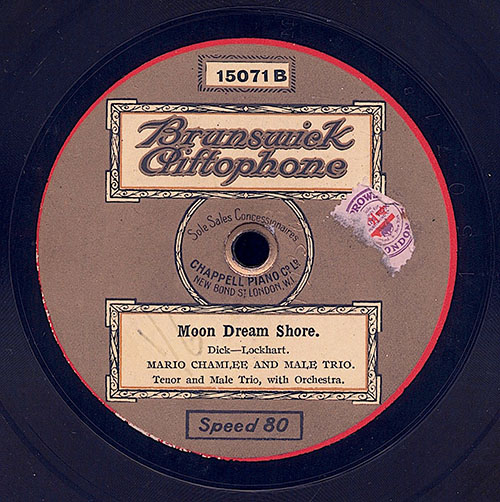 15071 B
Brunswick
Cliftophone
Sole Sales Concessionaires
CHAPPELL PIANO Co. Ld.
NEW BOND St. LONDON, W.1.
Moon Dream Shore.
Dick—Lockhart.
MARIO CHAMLEE AND MALE TRIO.
Tenor and Male Trio, with Orchestra.
Speed 80